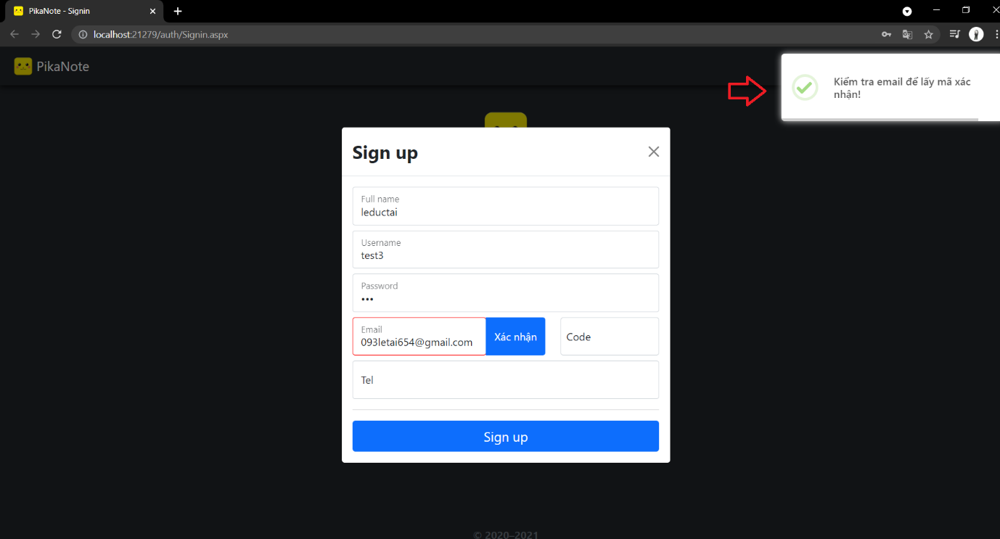 PikaNote - Signin
localhost:21279/auth/Signin.aspx
PikaNote
Kiểm tra email để lấy mã xác
nhận!
Sign up
Full name
leductai
Username
test3
Password
•••
Email
093letai654@gmail.com
Xác nhận
Code
Tel
Sign up
© 2020–2021